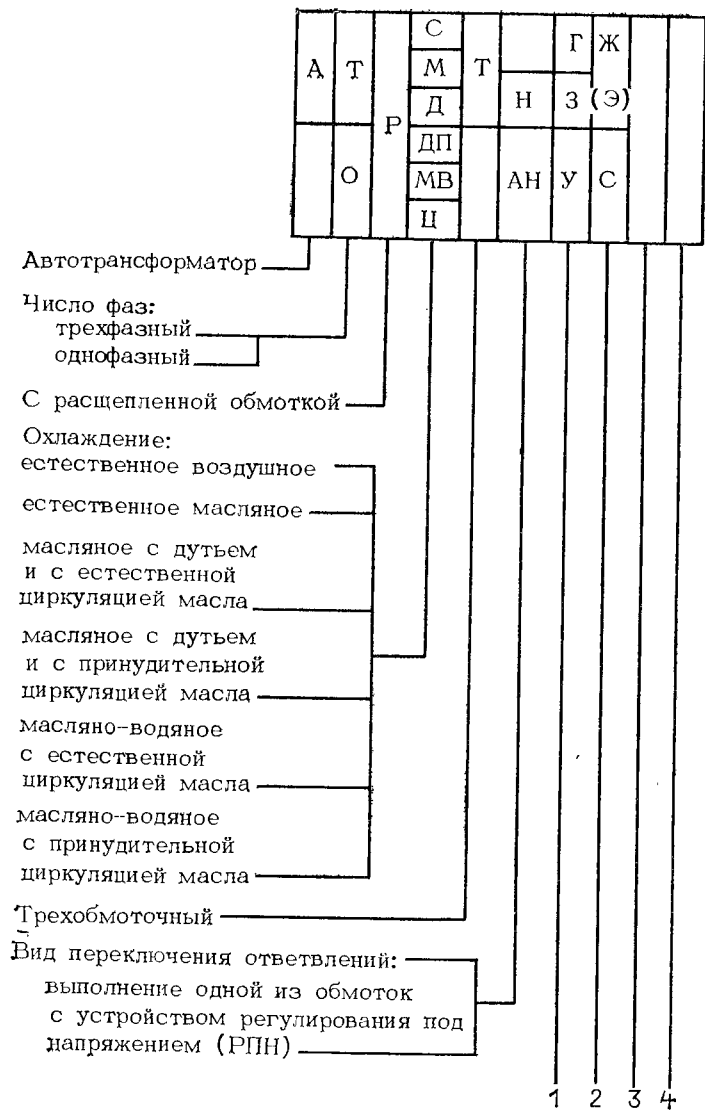 С
Г Ж
А Т
М
Т
Д
Н З (Э)
Р
ДП
О
МВ
АН У С
Ц
Автотрансформатор
Число фаз:
трехфазный
однофазный
С расщепленной обмоткой
Охлаждение:
естественное воздушное
естественное масляное
масляное с дутьем
и с естественной
циркуляцией масла
масляное с дутьем
и с принудительной
циркуляцией масла
масляно-водяное
с естественной
циркуляцией масла
масляно-водяное
с принудительной
циркуляцией масла
Трехобмоточный
Вид переключения ответвлений:
выполнение одной из обмоток
с устройством регулирования под
напряжением (РПН)
1 2 3 4